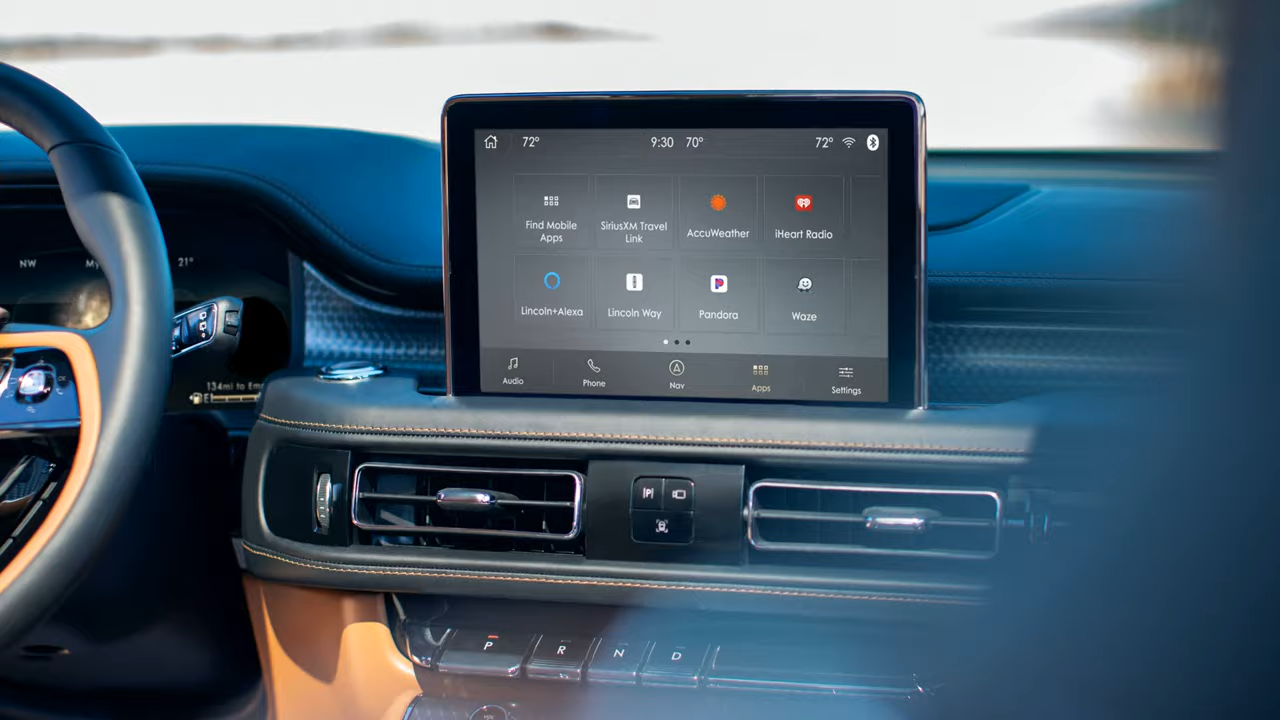 72° 9:30 70° 72°
Find Mobile
Apps
SiriusXM Travel
Link
AccuWeather
iHeart Radio
Lincoln+Alexa
Lincoln Way
Pandora
Waze
Audio
Phone
Nav
Apps
Settings
NW
My
21°
134mi to
E
P
R
N
D